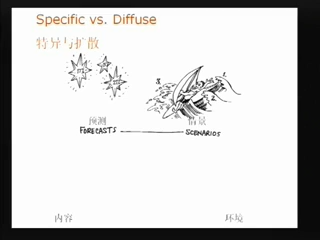 Specific vs. Diffuse
特异与扩散
预测
情景
FORECASTS
SCENARIOS
内容
环境